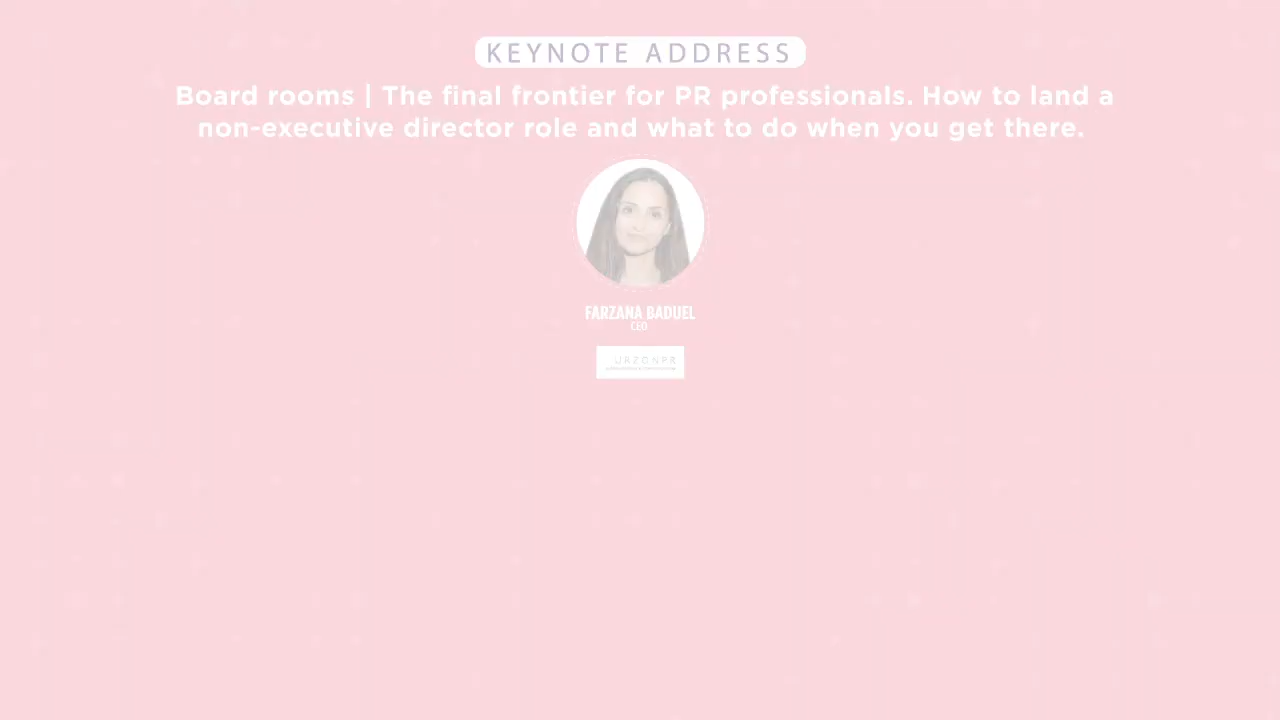 KEYNOTE ADDRESS
Board rooms | The final frontier for PR professionals. How to land a
non-executive director role and what to do when you get there.
FARZANA BADUEL
CEO
URZONPR